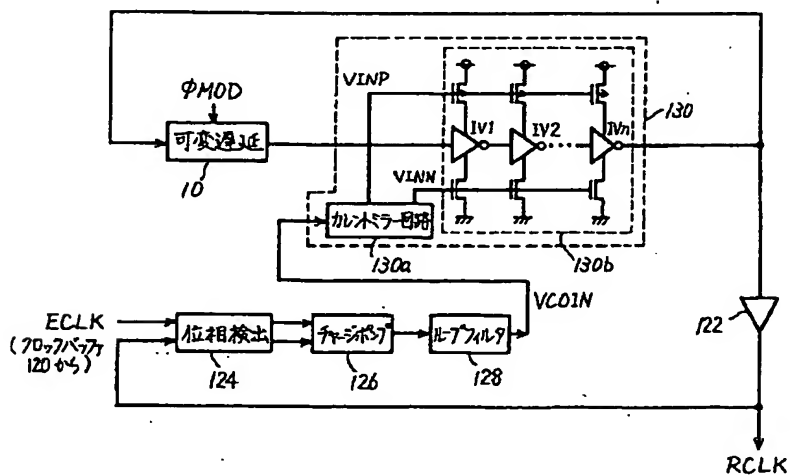 130
VINP
ΦMOD
IV1
IV2
IVn
可変遅延
10
VINN
カレントミラー回路
130a
130b
VCOIN
ECLK
(クロックバッファ
120から)
位相検出
124
チャージポンプ
126
ループフィルタ
128
122
RCLK